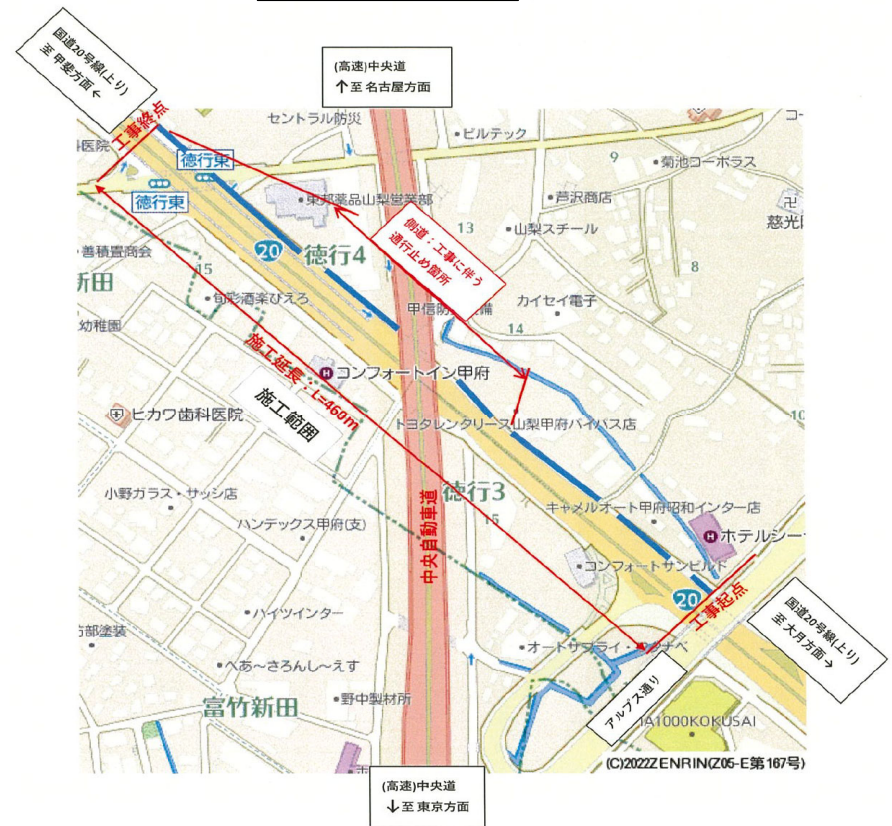 国道20号線(上り)
至 甲斐方面←
(高速)中央道
↑至 名古屋方面
工事終点
セントラル防災
ビルテック
コー
医院
徳行東
徳行東
9
菊池コーポラス
東邦薬品山梨営業部
芦沢商店
卍
慈光
側道：工事に伴う
通行止め箇所
13
山梨スチール
善積畳商会
20
徳行4
15
8
新田
旬彩酒楽びえろ
カイセイ電子
幼稚園
甲信防
備
14
施工延長：L=460m
H コンフォートイン甲府
施工範囲
ヒカワ歯科医院
トヨタレンタリース山梨甲府バイパス店
10
小野ガラス・サッシ店
徳行3
15
キャメルオート甲府昭和インター店
ハンテックス甲府(支)
中央自動車道
H ホテルシー
コンフォートサンビルド
20
工事起点
国道20号線(上り)
至 大月方面→
ハイツインター
部塗装
オートサプライ・
ナベ
へあ～さろんし～えす
アルプス通り
富竹新田
野中製材所
IA1000KOKUSAI
(C)2022ZENRIN(Z05-E第167号)
(高速)中央道
↓至 東京方面